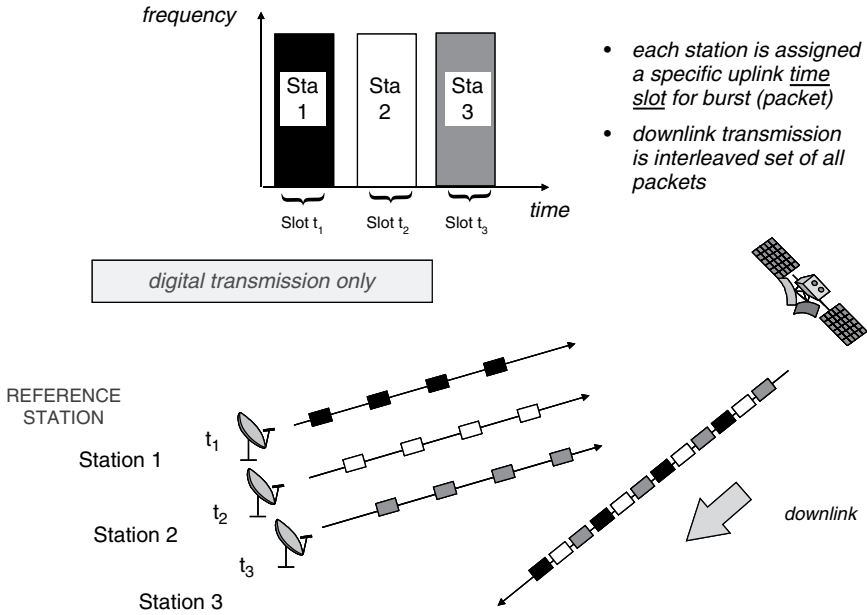 frequency
Sta
1
Sta
2
Sta
3
time
Slot t1
Slot t2
Slot t3
• each station is assigned
a specific uplink time
slot for burst (packet)
• downlink transmission
is interleaved set of all
packets
digital transmission only
REFERENCE
STATION
t1
Station 1
t2
Station 2
t3
Station 3
downlink